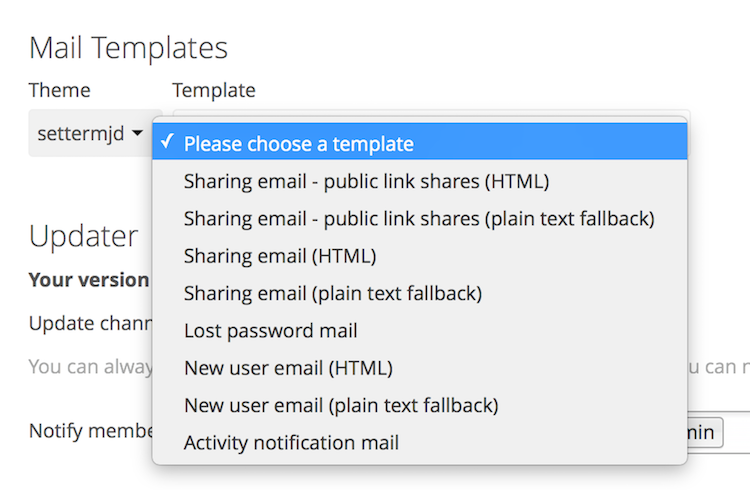 Mail Templates
Theme Template
settermjd
Please choose a template
Sharing email - public link shares (HTML)
Sharing email - public link shares (plain text fallback)
Sharing email (HTML)
Sharing email (plain text fallback)
Lost password mail
New user email (HTML)
New user email (plain text fallback)
Activity notification mail
Updater
Your version
Update chann
You can alway
u can n
Notify membe
min